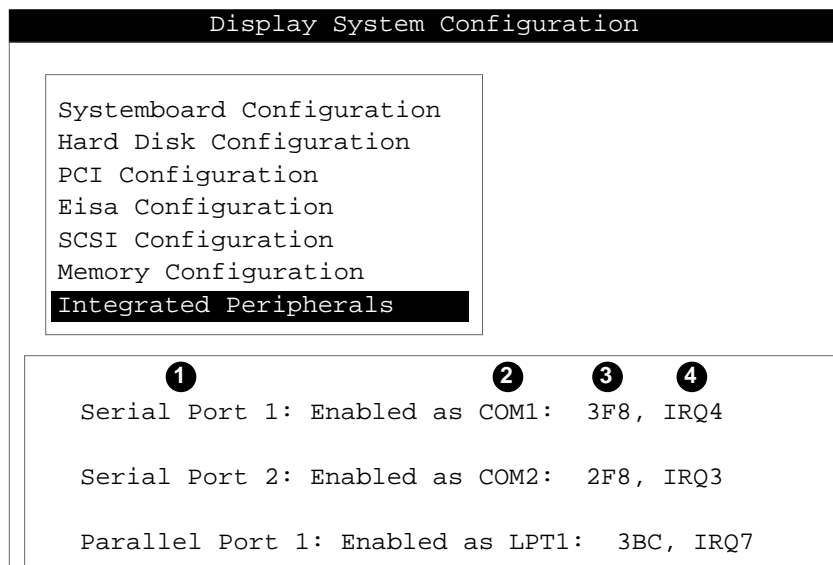 Display System Configuration
Systemboard Configuration
Hard Disk Configuration
PCI Configuration
Eisa Configuration
SCSI Configuration
Memory Configuration
Integrated Peripherals
1 2 3 4
Serial Port 1: Enabled as COM1: 3F8, IRQ4
Serial Port 2: Enabled as COM2: 2F8, IRQ3
Parallel Port 1: Enabled as LPT1: 3BC, IRQ7